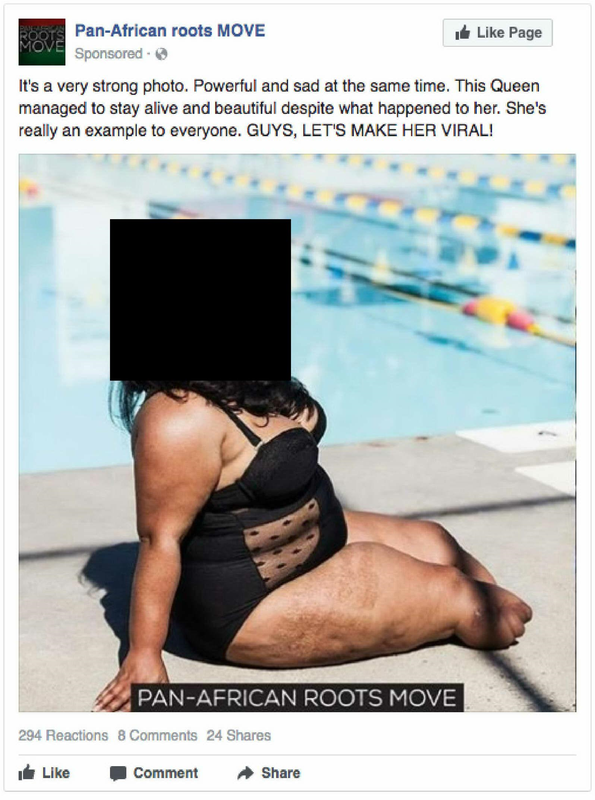 PAN-AFRICAN
ROOTS
MOVE
Pan-African roots MOVE
Sponsored ·
Like Page
It's a very strong photo. Powerful and sad at the same time. This Queen
managed to stay alive and beautiful despite what happened to her. She's
really an example to everyone. GUYS, LET'S MAKE HER VIRAL!
PAN-AFRICAN ROOTS MOVE
294 Reactions 8 Comments 24 Shares
Like Comment Share